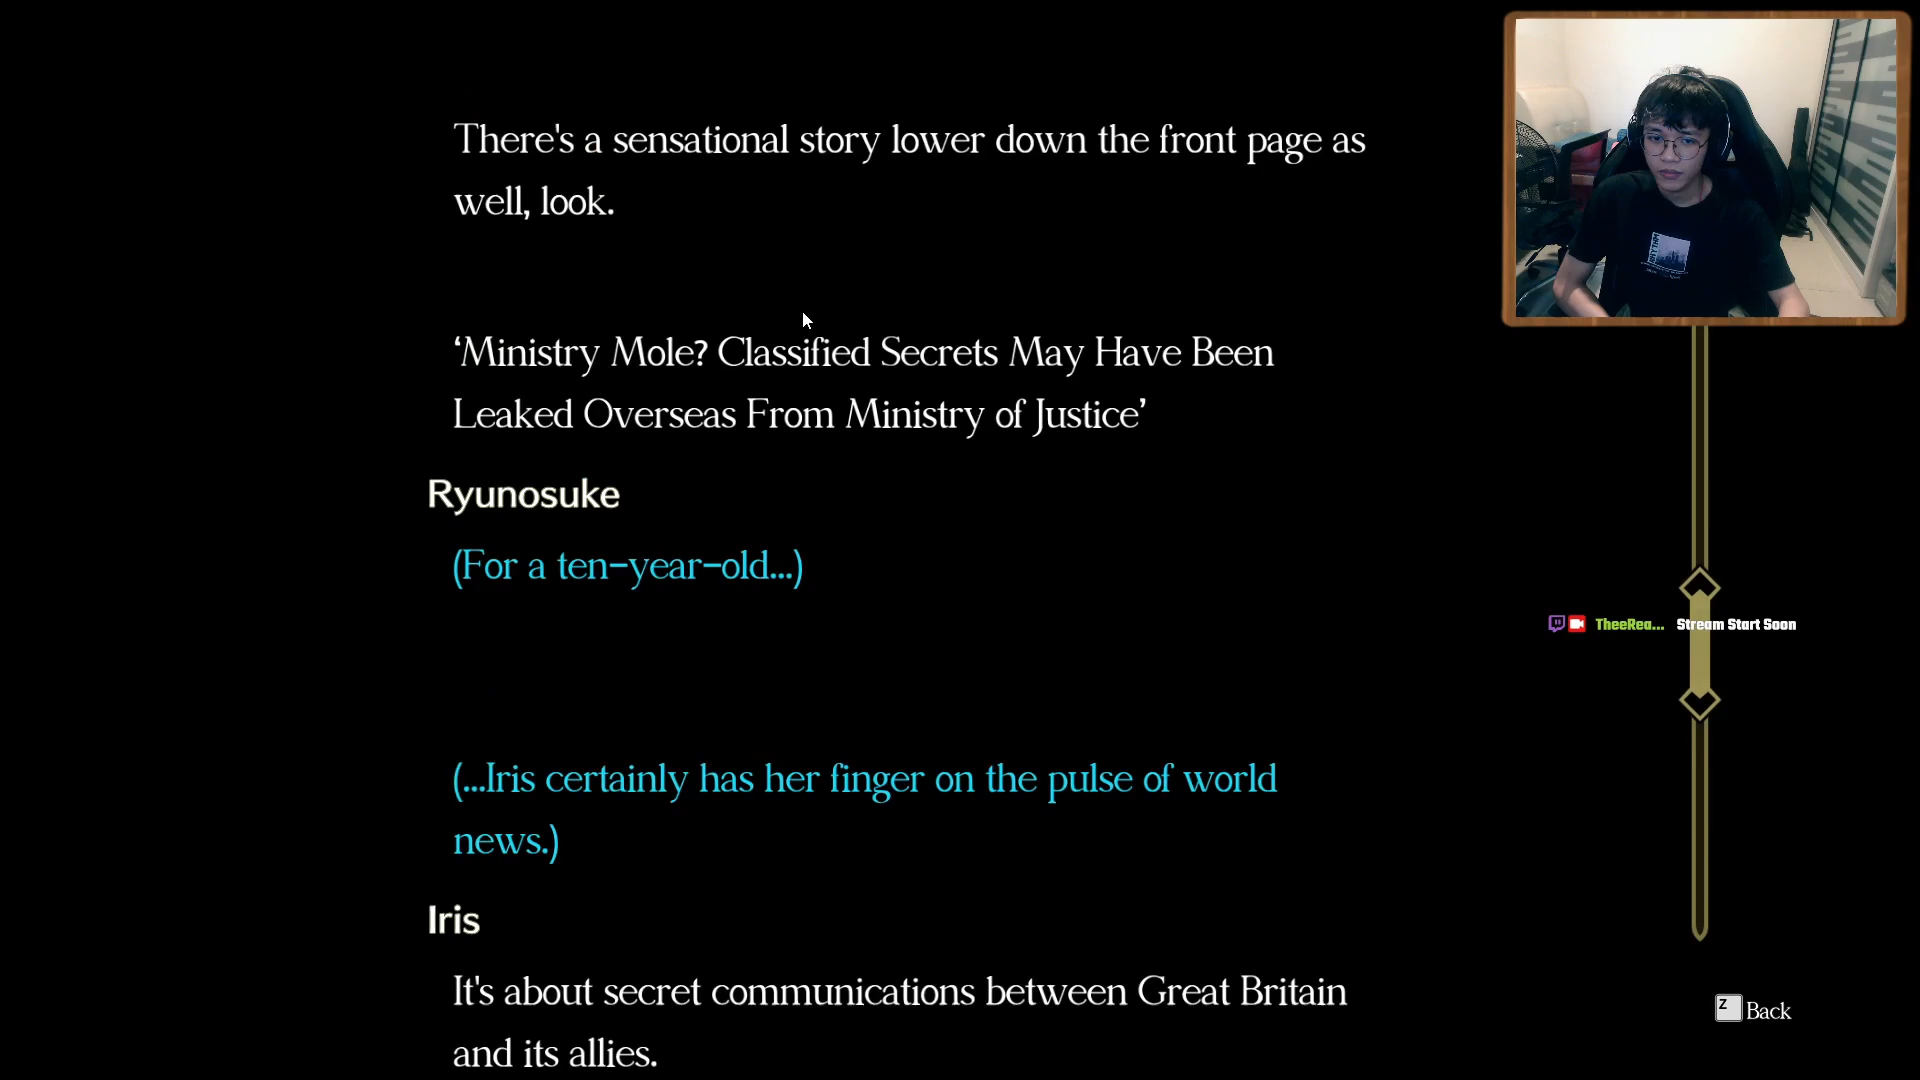 There's a sensational story lower down the front page as
well, look.
‘Ministry Mole? Classified Secrets May Have Been
Leaked Overseas From Ministry of Justice’
Ryunosuke
(For a ten-year-old...)
(...Iris certainly has her finger on the pulse of world
news.)
Iris
It's about secret communications between Great Britain
and its allies.
TheeRea... Stream Start Soon
Z Back